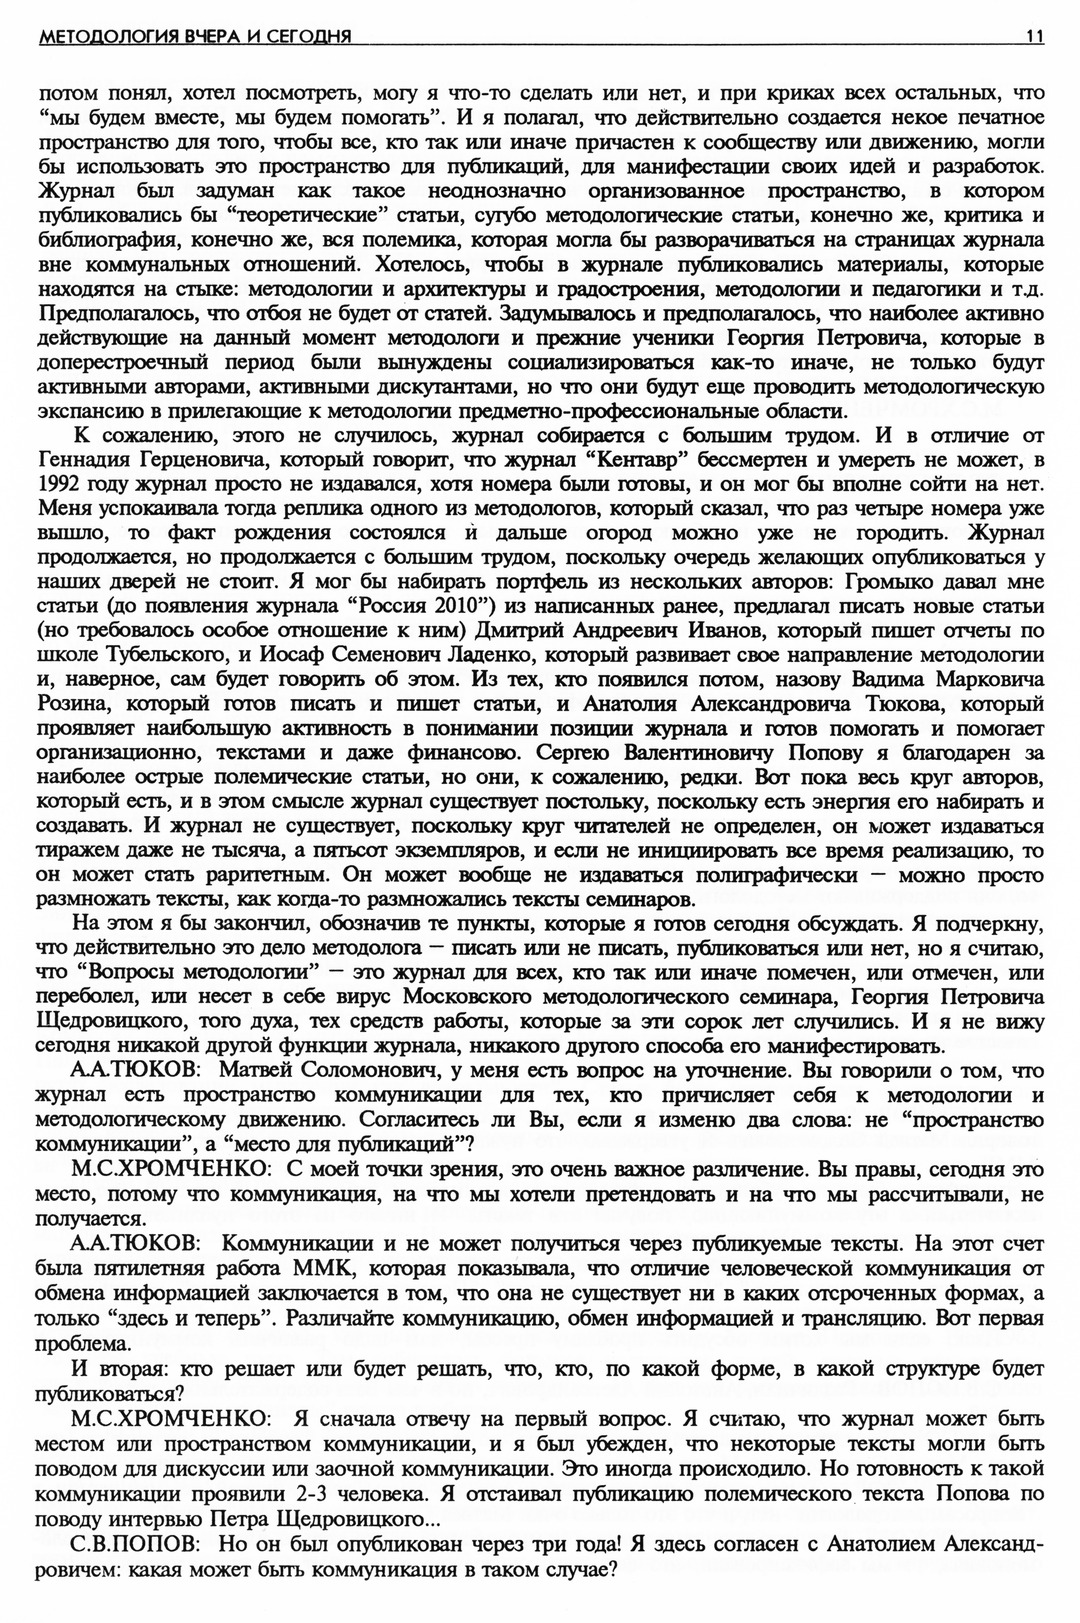 МЕТОДОЛОГИЯ ВЧЕРА И СЕГОДНЯ 11
потом понял, хотел посмотреть, могу я что-то сделать или нет, и при криках всех остальных, что
“мы будем вместе, мы будем помогать”. И я полагал, что действительно создается некое печатное
пространство для того, чтобы все, кто так или иначе причастен к сообществу или движению, могли
бы использовать это пространство для публикаций, для манифестации своих идей и разработок.
Журнал был задуман как такое неоднозначно организованное пространство, в котором
публиковались бы “теоретические” статьи, сугубо методологические статьи, конечно же, критика и
библиография, конечно же, вся полемика, которая могла бы разворачиваться на страницах журнала
вне коммунальных отношений. Хотелось, чтобы в журнале публиковались материалы, которые
находятся на стыке: методологии и архитектуры и градостроения, методологии и педагогики и т.д.
Предполагалось, что отбоя не будет от статей. Задумывалось и предполагалось, что наиболее активно
действующие на данный момент методологи и прежние ученики Георгия Петровича, которые в
доперестроечный период были вынуждены социализироваться как-то иначе, не только будут
активными авторами, активными дискутантами, но что они будут еще проводить методологическую
экспансию в прилегающие к методологии предметно-профессиональные области.
К сожалению, этого не случилось, журнал собирается с большим трудом. И в отличие от
Геннадия Герценовича, который говорит, что журнал “Кентавр” бессмертен и умереть не может, в
1992 году журнал просто не издавался, хотя номера были готовы, и он мог бы вполне сойти на нет.
Меня успокаивала тогда реплика одного из методологов, который сказал, что раз четыре номера уже
вышло, то факт рождения состоялся и дальше огород можно уже не городить. Журнал
продолжается, но продолжается с большим трудом, поскольку очередь желающих опубликоваться у
наших дверей не стоит. Я мог бы набирать портфель из нескольких авторов: Громыко давал мне
статьи (до появления журнала “Россия 2010”) из написанных ранее, предлагал писать новые статьи
(но требовалось особое отношение к ним) Дмитрий Андреевич Иванов, который пишет отчеты по
школе Тубельского, и Иосаф Семенович Ладенко, который развивает свое направление методологии
и, наверное, сам будет говорить об этом. Из тех, кто появился потом, назову Вадима Марковича
Розина, который готов писать и пишет статьи, и Анатолия Александровича Тюкова, который
проявляет наибольшую активность в понимании позиции журнала и готов помогать и помогает
организационно, текстами и даже финансово. Сергею Валентиновичу Попову я благодарен за
наиболее острые полемические статьи, но они, к сожалению, редки. Вот пока весь круг авторов,
который есть, и в этом смысле журнал существует постольку, поскольку есть энергия его набирать и
создавать. И журнал не существует, поскольку круг читателей не определен, он может издаваться
тиражем даже не тысяча, а пятьсот экземпляров, и если не инициировать все время реализацию, то
он может стать раритетным. Он может вообще не издаваться полиграфически — можно просто
размножать тексты, как когда-то размножались тексты семинаров.
На этом я бы закончил, обозначив те пункты, которые я готов сегодня обсуждать. Я подчеркну,
что действительно это дело методолога — писать или не писать, публиковаться или нет, но я считаю,
что “Вопросы методологии” — это журнал для всех, кто так или иначе помечен, или отмечен, или
переболел, или несет в себе вирус Московского методологического семинара, Георгия Петровича
Щедровицкого, того духа, тех средств работы, которые за эти сорок лет случились. И я не вижу
сегодня никакой другой функции журнала, никакого другого способа его манифестировать.
А.А.ТЮКОВ: Матвей Соломонович, у меня есть вопрос на уточнение. Вы говорили о том, что
журнал есть пространство коммуникации для тех, кто причисляет себя к методологии и
методологическому движению. Согласитесь ли Вы, если я изменю два слова: не “пространство
коммуникации”, а “место для публикаций”?
М.С.ХРОМЧЕНКО: С моей точки зрения, это очень важное различение. Вы правы, сегодня это
место, потому что коммуникация, на что мы хотели претендовать и на что мы рассчитывали, не
получается.
А.А.ТЮКОВ: Коммуникации и не может получиться через публикуемые тексты. На этот счет
была пятилетняя работа ММК, которая показывала, что отличие человеческой коммуникации от
обмена информацией заключается в том, что она не существует ни в каких отсроченных формах, а
только “здесь и теперь”. Различайте коммуникацию, обмен информацией и трансляцию. Вот первая
проблема.
И вторая: кто решает или будет решать, что, кто, по какой форме, в какой структуре будет
публиковаться?
М.С.ХРОМЧЕНКО: Я сначала отвечу на первый вопрос. Я считаю, что журнал может быть
местом или пространством коммуникации, и я был убежден, что некоторые тексты могли быть
поводом для дискуссии или заочной коммуникации. Это иногда происходило. Но готовность к такой
коммуникации проявили 2-3 человека. Я отстаивал публикацию полемического текста Попова по
поводу интервью Петра Щедровицкого...
С.В.ПОПОВ: Но он был опубликован через три года! Я здесь согласен с Анатолием Александ-
ровичем: какая может быть коммуникация в таком случае?